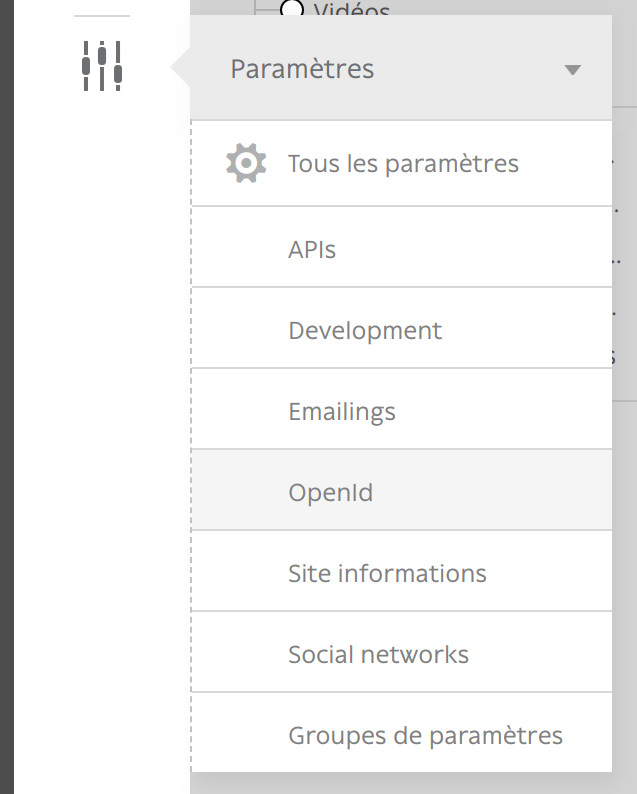 Vidéos
Paramètres
Tous les paramètres
APIs
Development
Emailings
OpenId
Site informations
Social networks
Groupes de paramètres